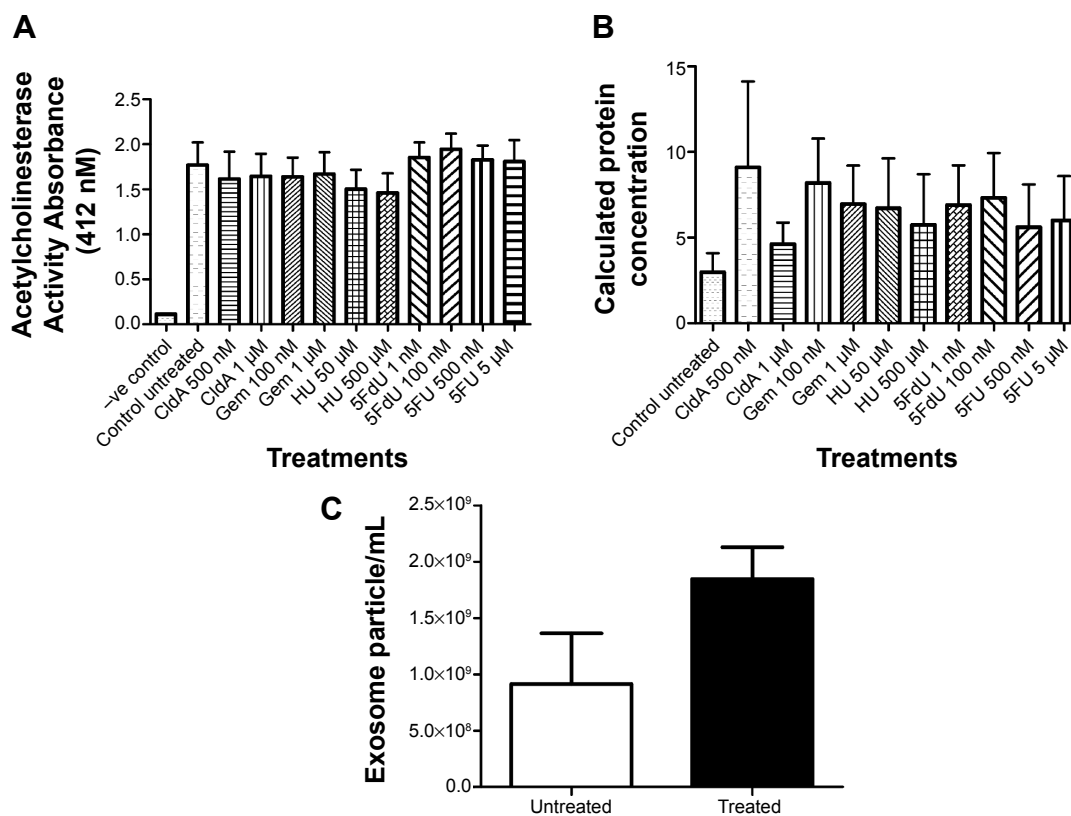 A
Acetylcholinesterase
Activity Absorbance
(412 nM)
2.5
2.0
1.5
1.0
0.5
0.0
–ve control
Control untreated
CldA 500 nM
CldA 1 µM
Gem 100 nM
Gem 1 µM
HU 50 µM
HU 500 µM
5FdU 1 nM
5FdU 100 nM
5FU 500 nM
5FU 5 µM
Treatments
B
Calculated protein
concentration
15
10
5
0
Control untreated
CldA 500 nM
CldA 1 µM
Gem 100 nM
Gem 1 µM
HU 50 µM
HU 500 µM
5FdU 1 nM
5FdU 100 nM
5FU 500 nM
5FU 5 µM
Treatments
C
Exosome particle/mL
2.5×10⁹
2.0×10⁹
1.5×10⁹
1.0×10⁹
5.0×10⁸
0.0
Untreated
Treated